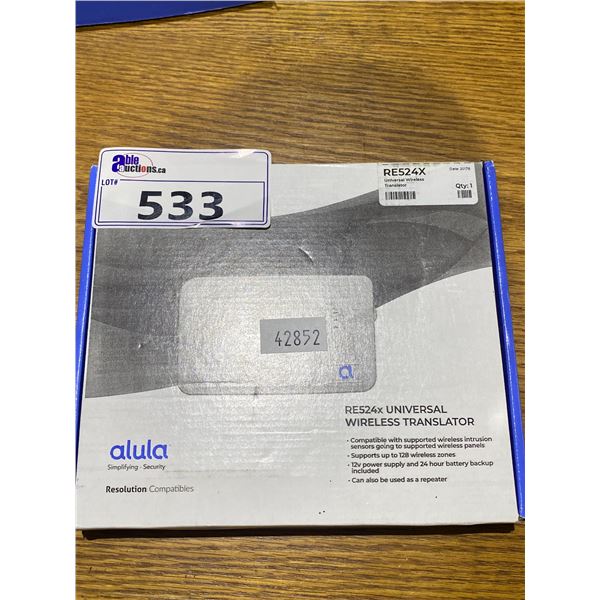 able
auctions.ca
LOT#
533
RE524X
Universal Wireless
Translator
Qty: 1
42852
a
RE524x UNIVERSAL
WIRELESS TRANSLATOR
• Compatible with supported wireless intrusion
sensors going to supported wireless panels
• Supports up to 128 wireless zones
• 12v power supply and 24 hour battery backup
included
• Can also be used as a repeater
alula
Simplifying · Security
Resolution Compatibles